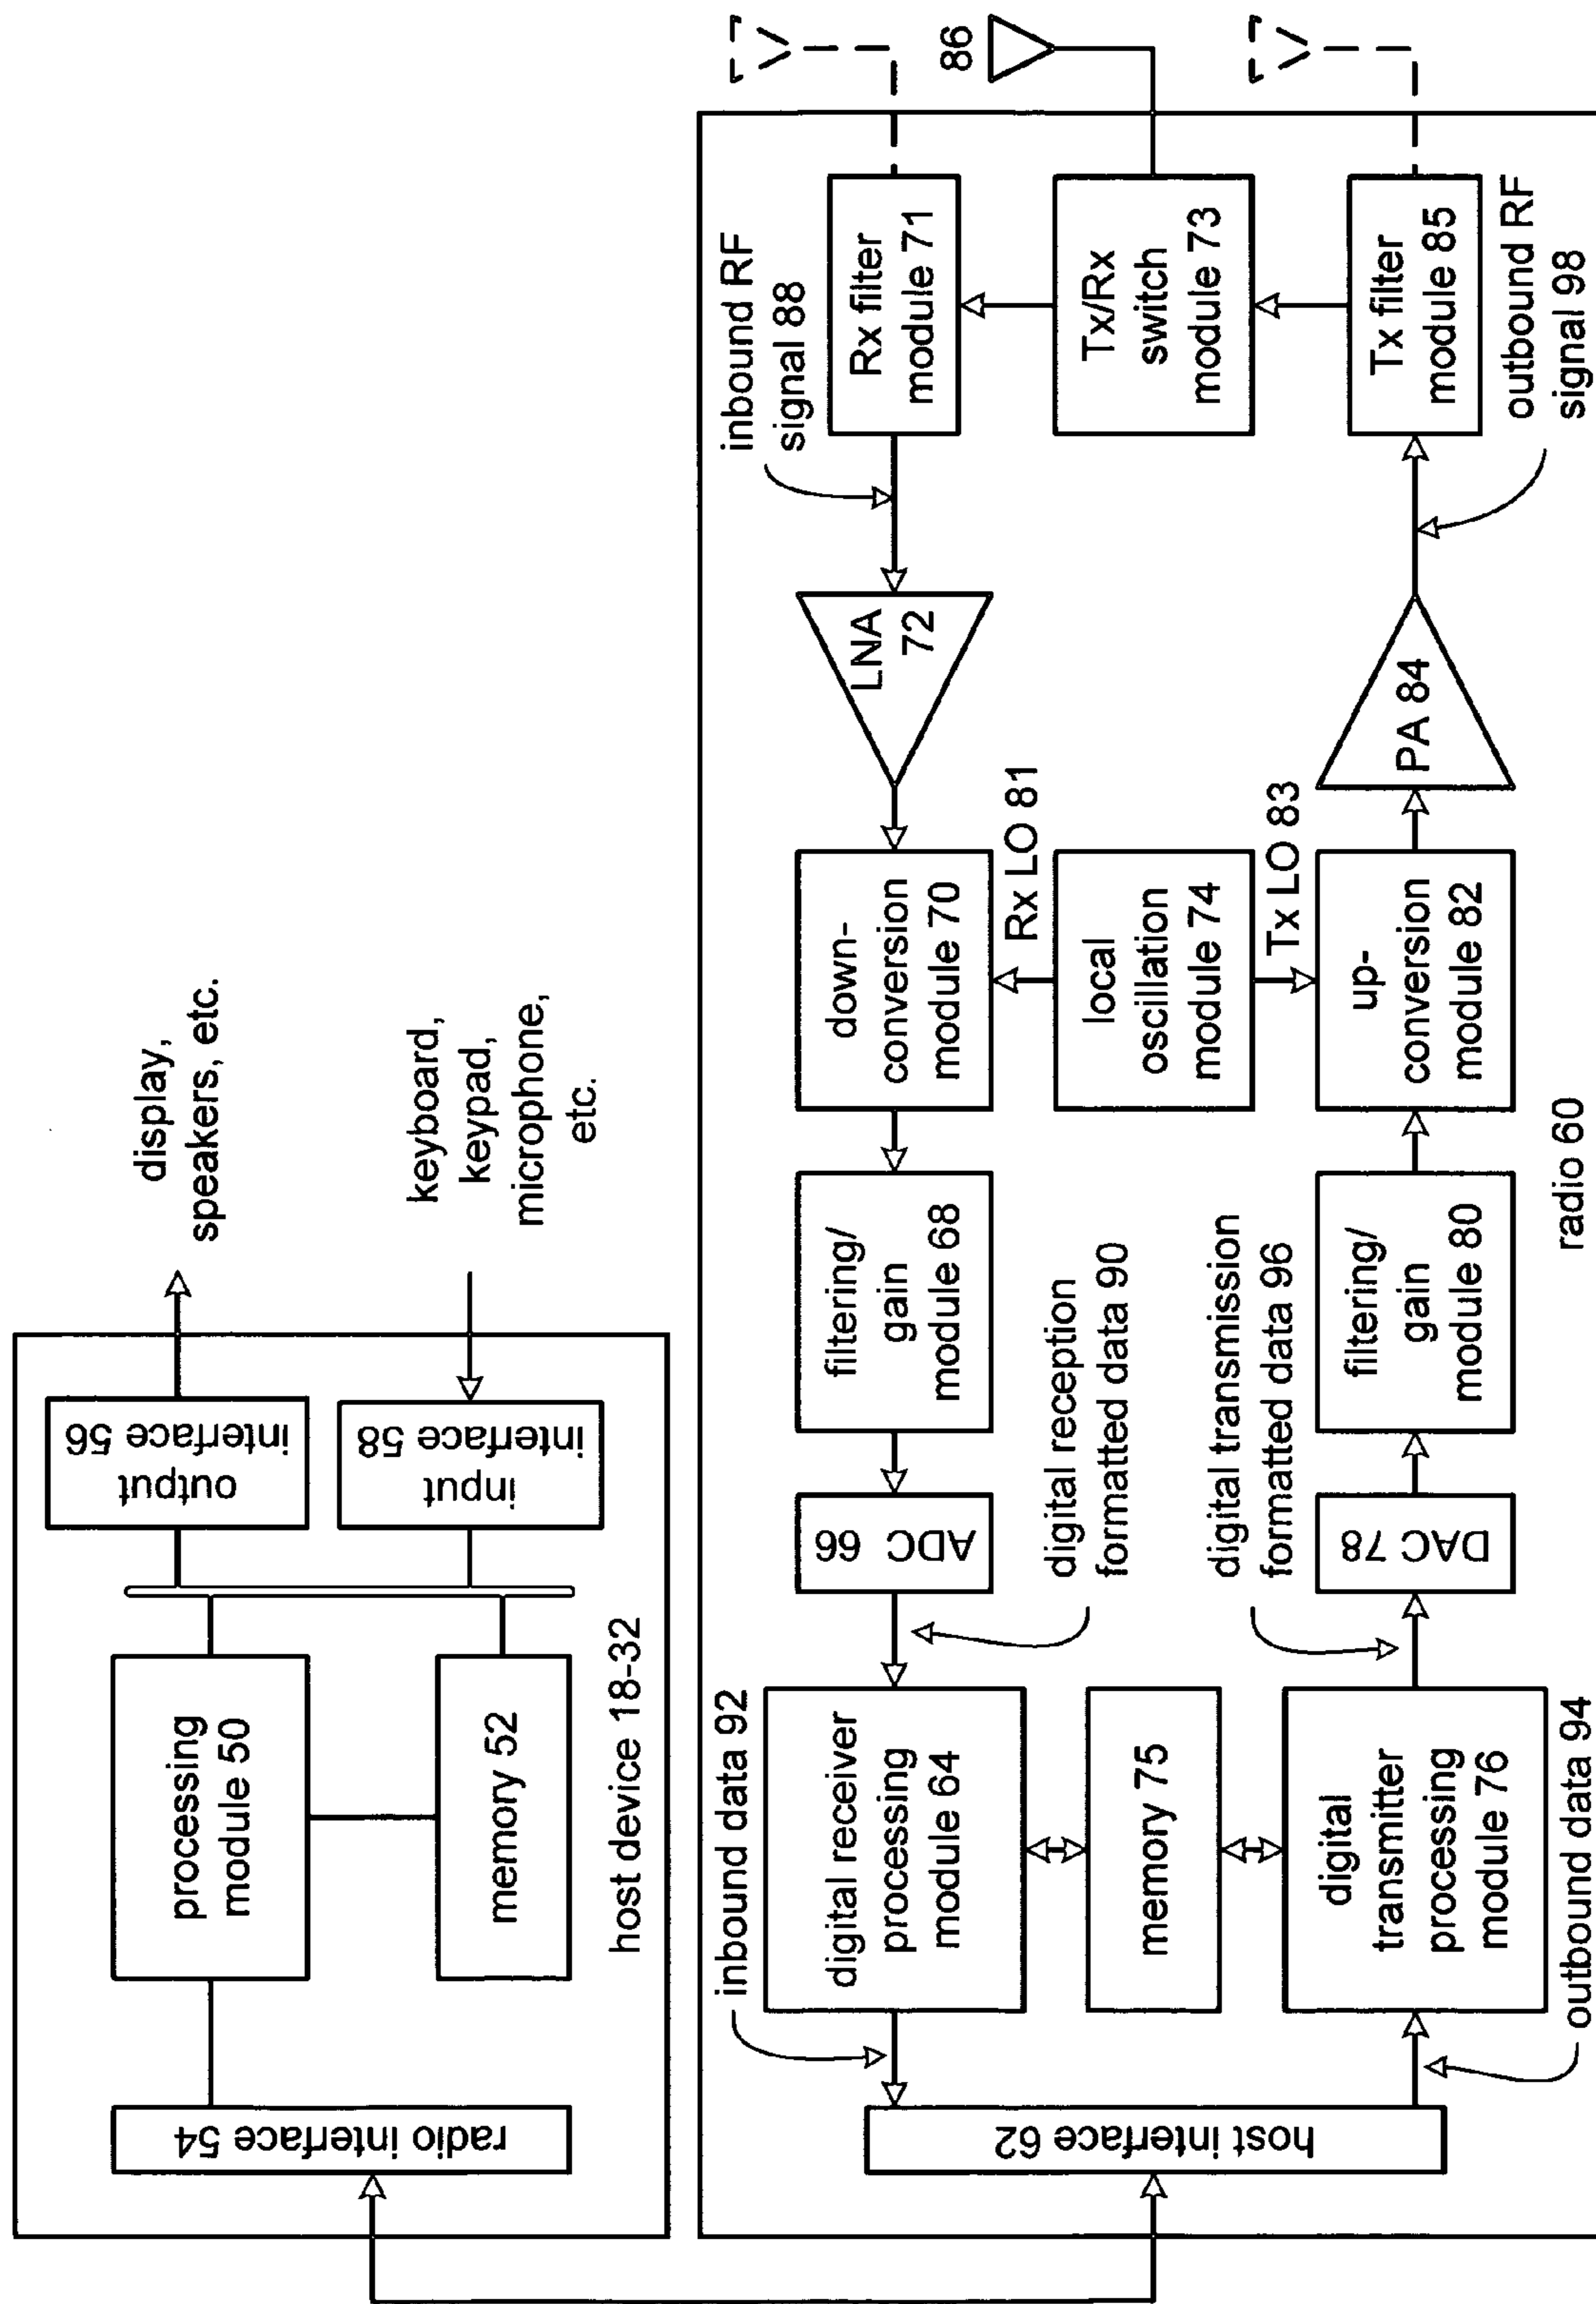 display,
speakers, etc.
keyboard,
keypad,
microphone,
etc.
output
interface 56
input
interface 58
processing
module 50
memory 52
radio interface 54
host device 18-32
86
inbound RF
signal 88
Rx filter
module 71
Tx/Rx
switch
module 73
Tx filter
module 85
outbound RF
signal 98
LNA
72
PA 84
down-
conversion
module 70
Rx LO 81
local
oscillation
module 74
Tx LO 83
up-
conversion
module 82
filtering/
gain
module 68
filtering/
gain
module 80
radio 60
ADC 66
digital reception
formatted data 90
digital transmission
formatted data 96
DAC 78
inbound data 92
digital receiver
processing
module 64
memory 75
digital
transmitter
processing
module 76
outbound data 94
host interface 62